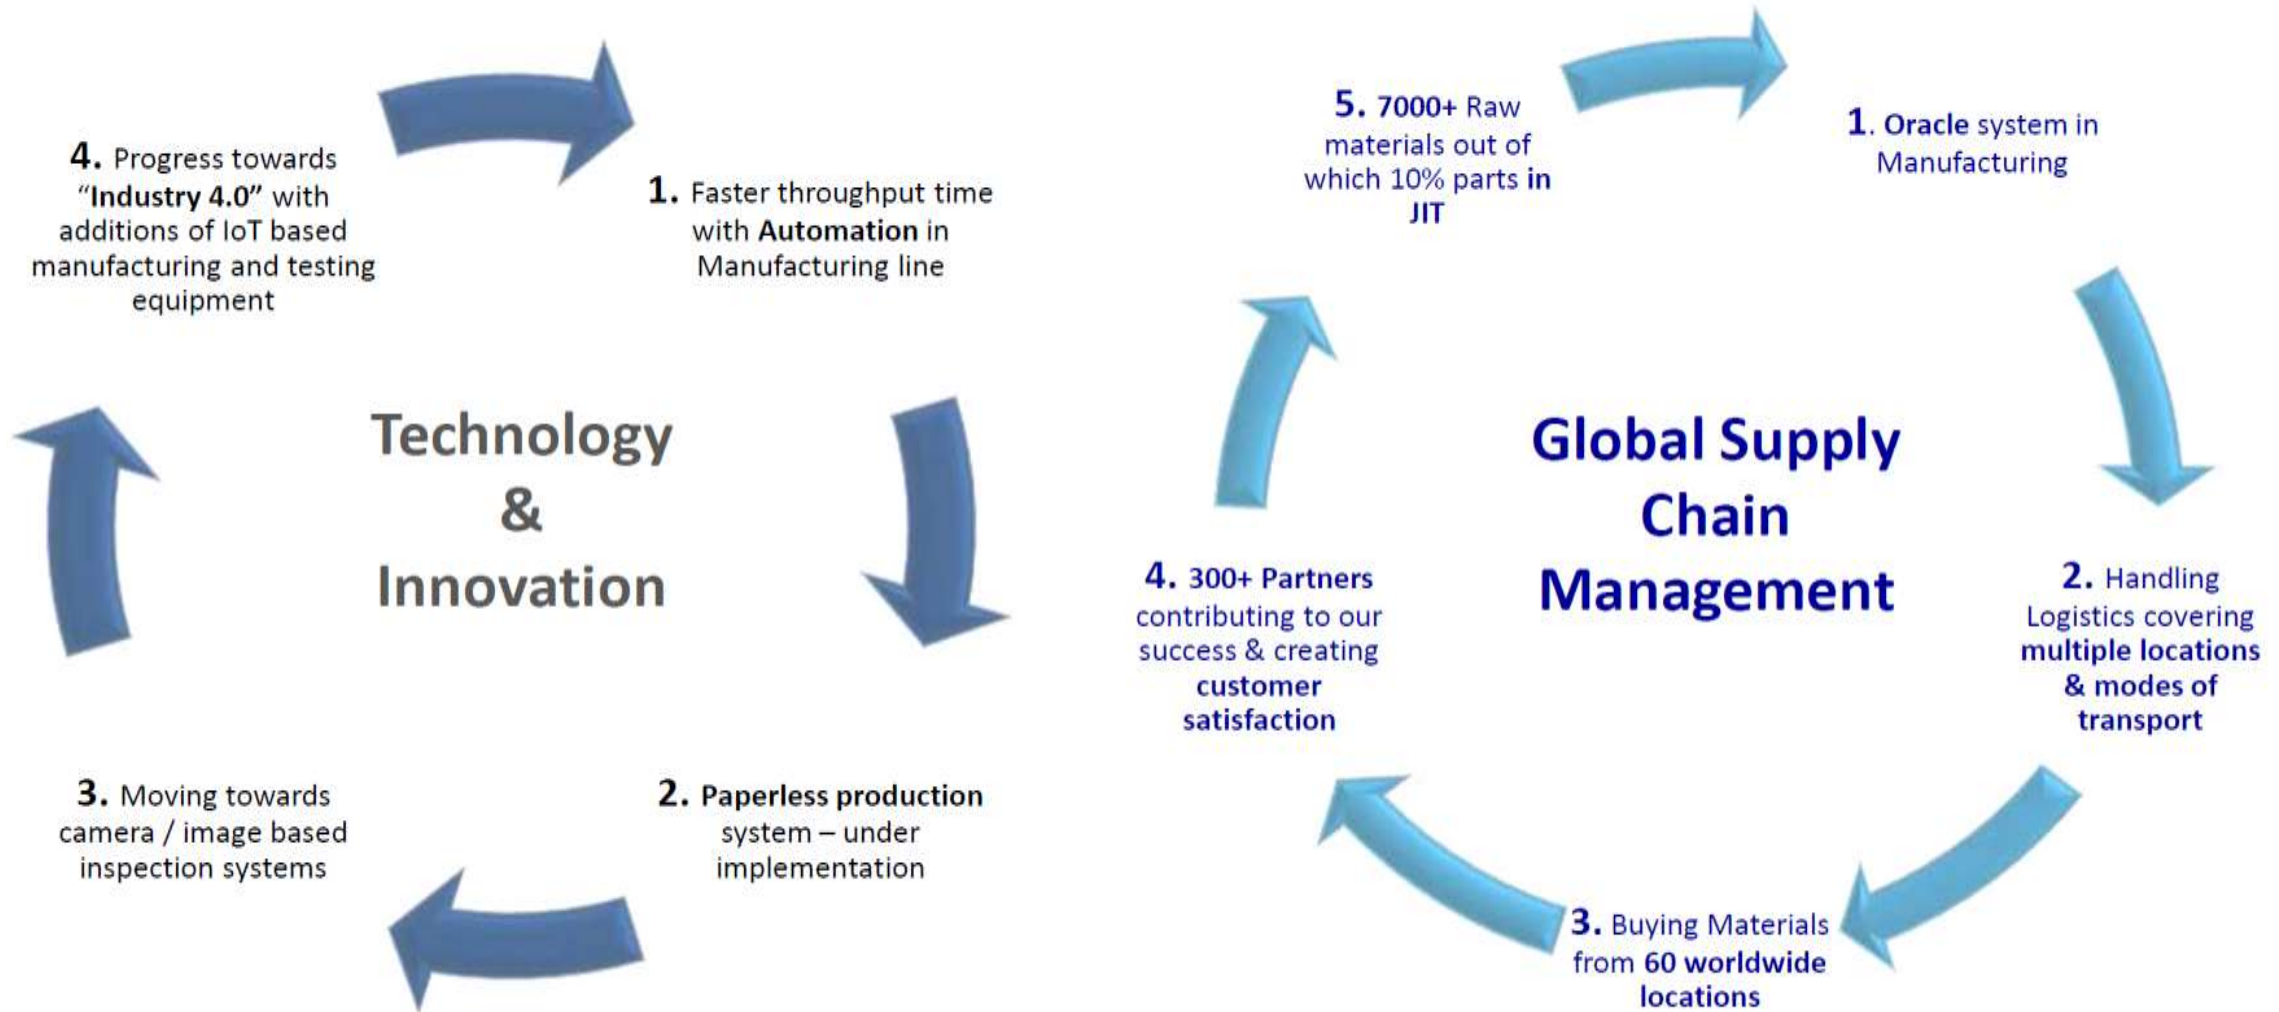 Technology
&
Innovation
1. Faster throughput time
with Automation in
Manufacturing line
2. Paperless production
system – under
implementation
3. Moving towards
camera / image based
inspection systems
4. Progress towards
“Industry 4.0” with
additions of IoT based
manufacturing and testing
equipment
Global Supply
Chain
Management
1. Oracle system in
Manufacturing
2. Handling
Logistics covering
multiple locations
& modes of
transport
3. Buying Materials
from 60 worldwide
locations
4. 300+ Partners
contributing to our
success & creating
customer
satisfaction
5. 7000+ Raw
materials out of
which 10% parts in
JIT